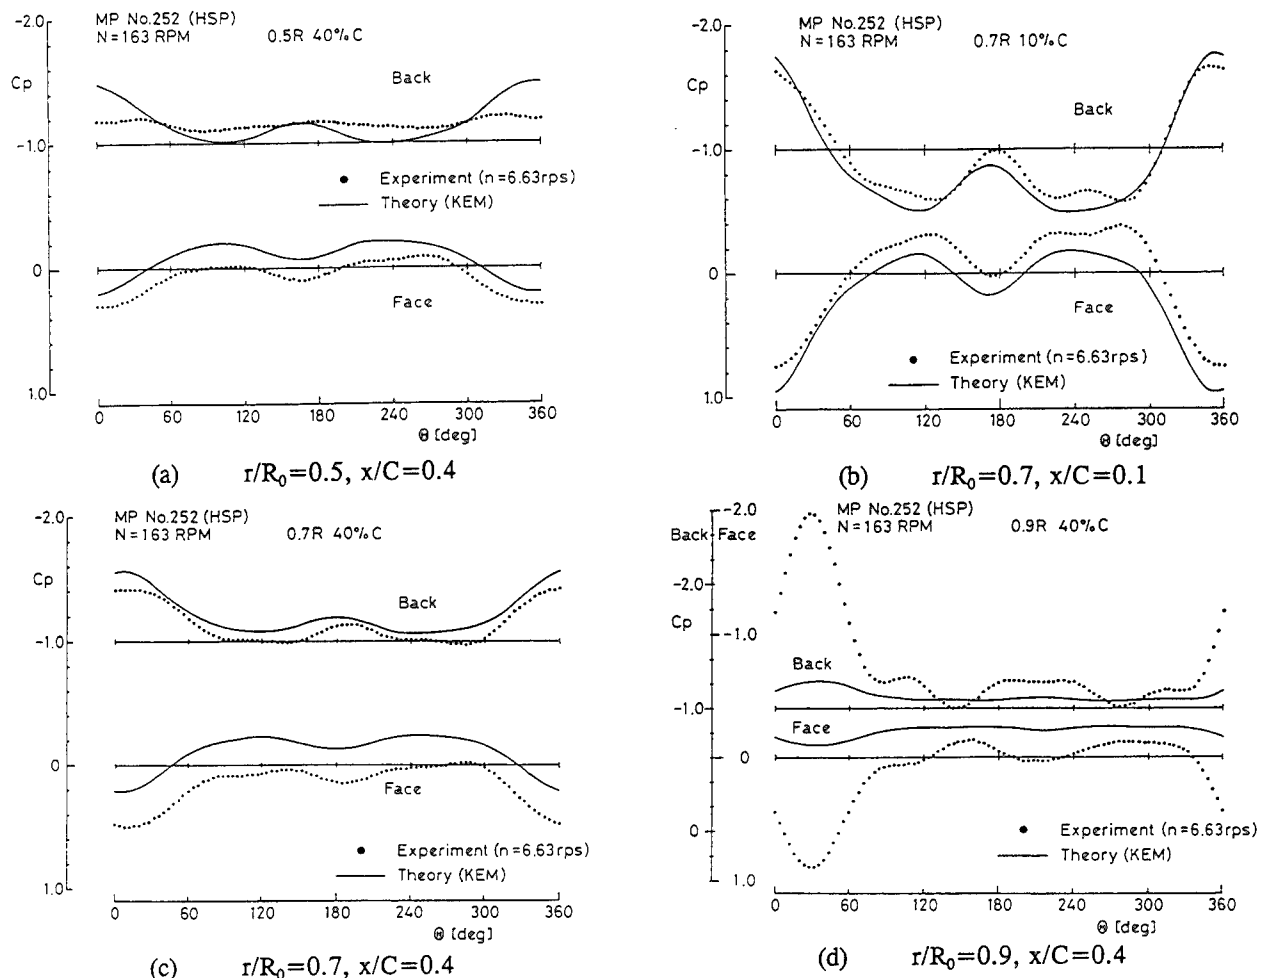 MP No.252 (HSP)
N=163 RPM
0.5R 40%C
-2.0
Cp
-1.0
0
1.0
Back
Experiment (n=6.63rps)
Theory (KEM)
Face
0 60 120 180 240 300 360
Θ [deg]
(a) r/R₀=0.5, x/C=0.4
MP No.252 (HSP)
N=163 RPM
0.7R 10%C
-2.0
Cp
-1.0
0
1.0
Back
Face
Experiment (n=6.63rps)
Theory (KEM)
0 60 120 180 240 300 360
Θ [deg]
(b) r/R₀=0.7, x/C=0.1
MP No.252 (HSP)
N=163 RPM
0.7R 40%C
-2.0
Cp
-1.0
0
1.0
Back
Face
Experiment (n=6.63rps)
Theory (KEM)
0 60 120 180 240 300 360
Θ [deg]
(c) r/R₀=0.7, x/C=0.4
MP No.252 (HSP)
N=163 RPM
0.9R 40%C
Back Face
-2.0
-2.0
Cp
-1.0
-1.0
0
0
1.0
Back
Face
Experiment (n=6.63rps)
Theory (KEM)
0 60 120 180 240 300 360
Θ [deg]
(d) r/R₀=0.9, x/C=0.4